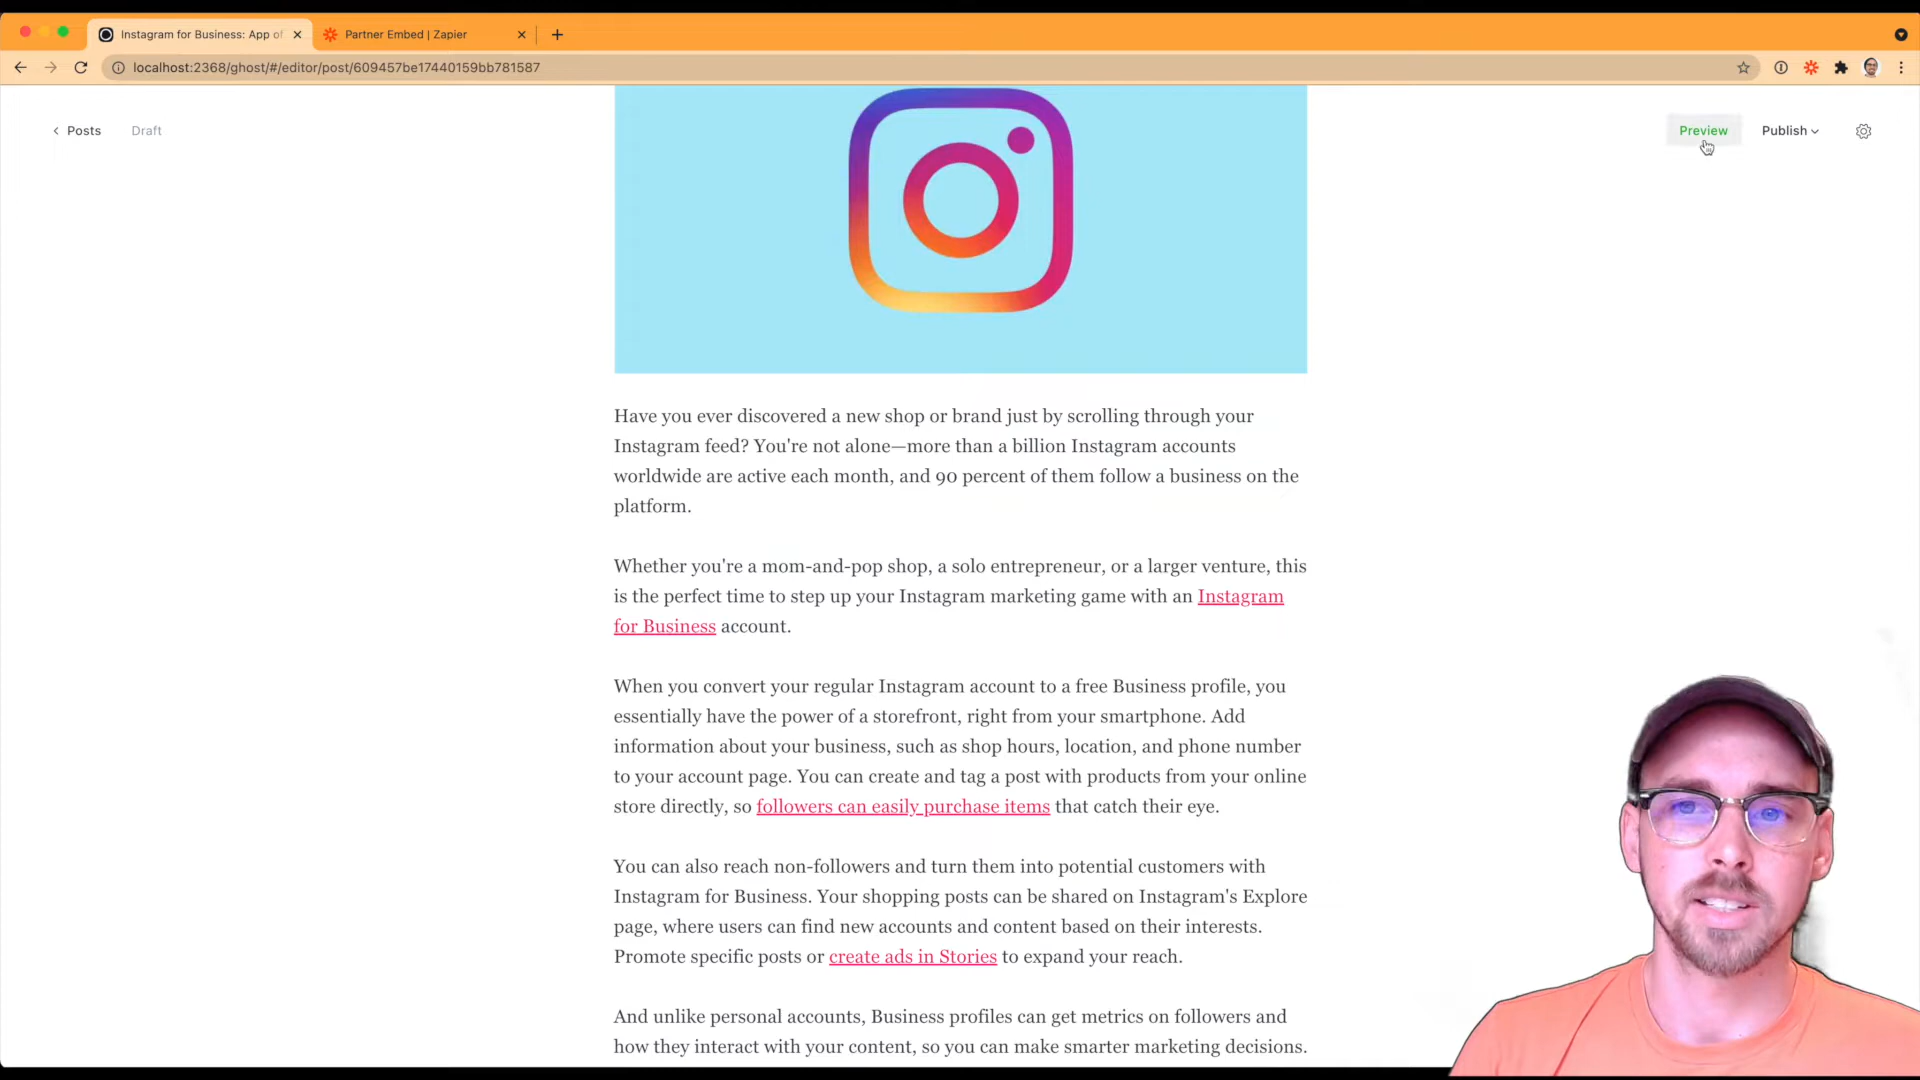 Instagram for Business: App of
Partner Embed | Zapier
localhost:2368/ghost/#/editor/post/609457be17440159bb781587
Posts
Draft
Preview
Publish
Have you ever discovered a new shop or brand just by scrolling through your
Instagram feed? You're not alone—more than a billion Instagram accounts
worldwide are active each month, and 90 percent of them follow a business on the
platform.
Whether you're a mom-and-pop shop, a solo entrepreneur, or a larger venture, this
is the perfect time to step up your Instagram marketing game with an Instagram
for Business account.
When you convert your regular Instagram account to a free Business profile, you
essentially have the power of a storefront, right from your smartphone. Add
information about your business, such as shop hours, location, and phone number
to your account page. You can create and tag a post with products from your online
store directly, so followers can easily purchase items that catch their eye.
You can also reach non-followers and turn them into potential customers with
Instagram for Business. Your shopping posts can be shared on Instagram's Explore
page, where users can find new accounts and content based on their interests.
Promote specific posts or create ads in Stories to expand your reach.
And unlike personal accounts, Business profiles can get metrics on followers and
how they interact with your content, so you can make smarter marketing decisions.